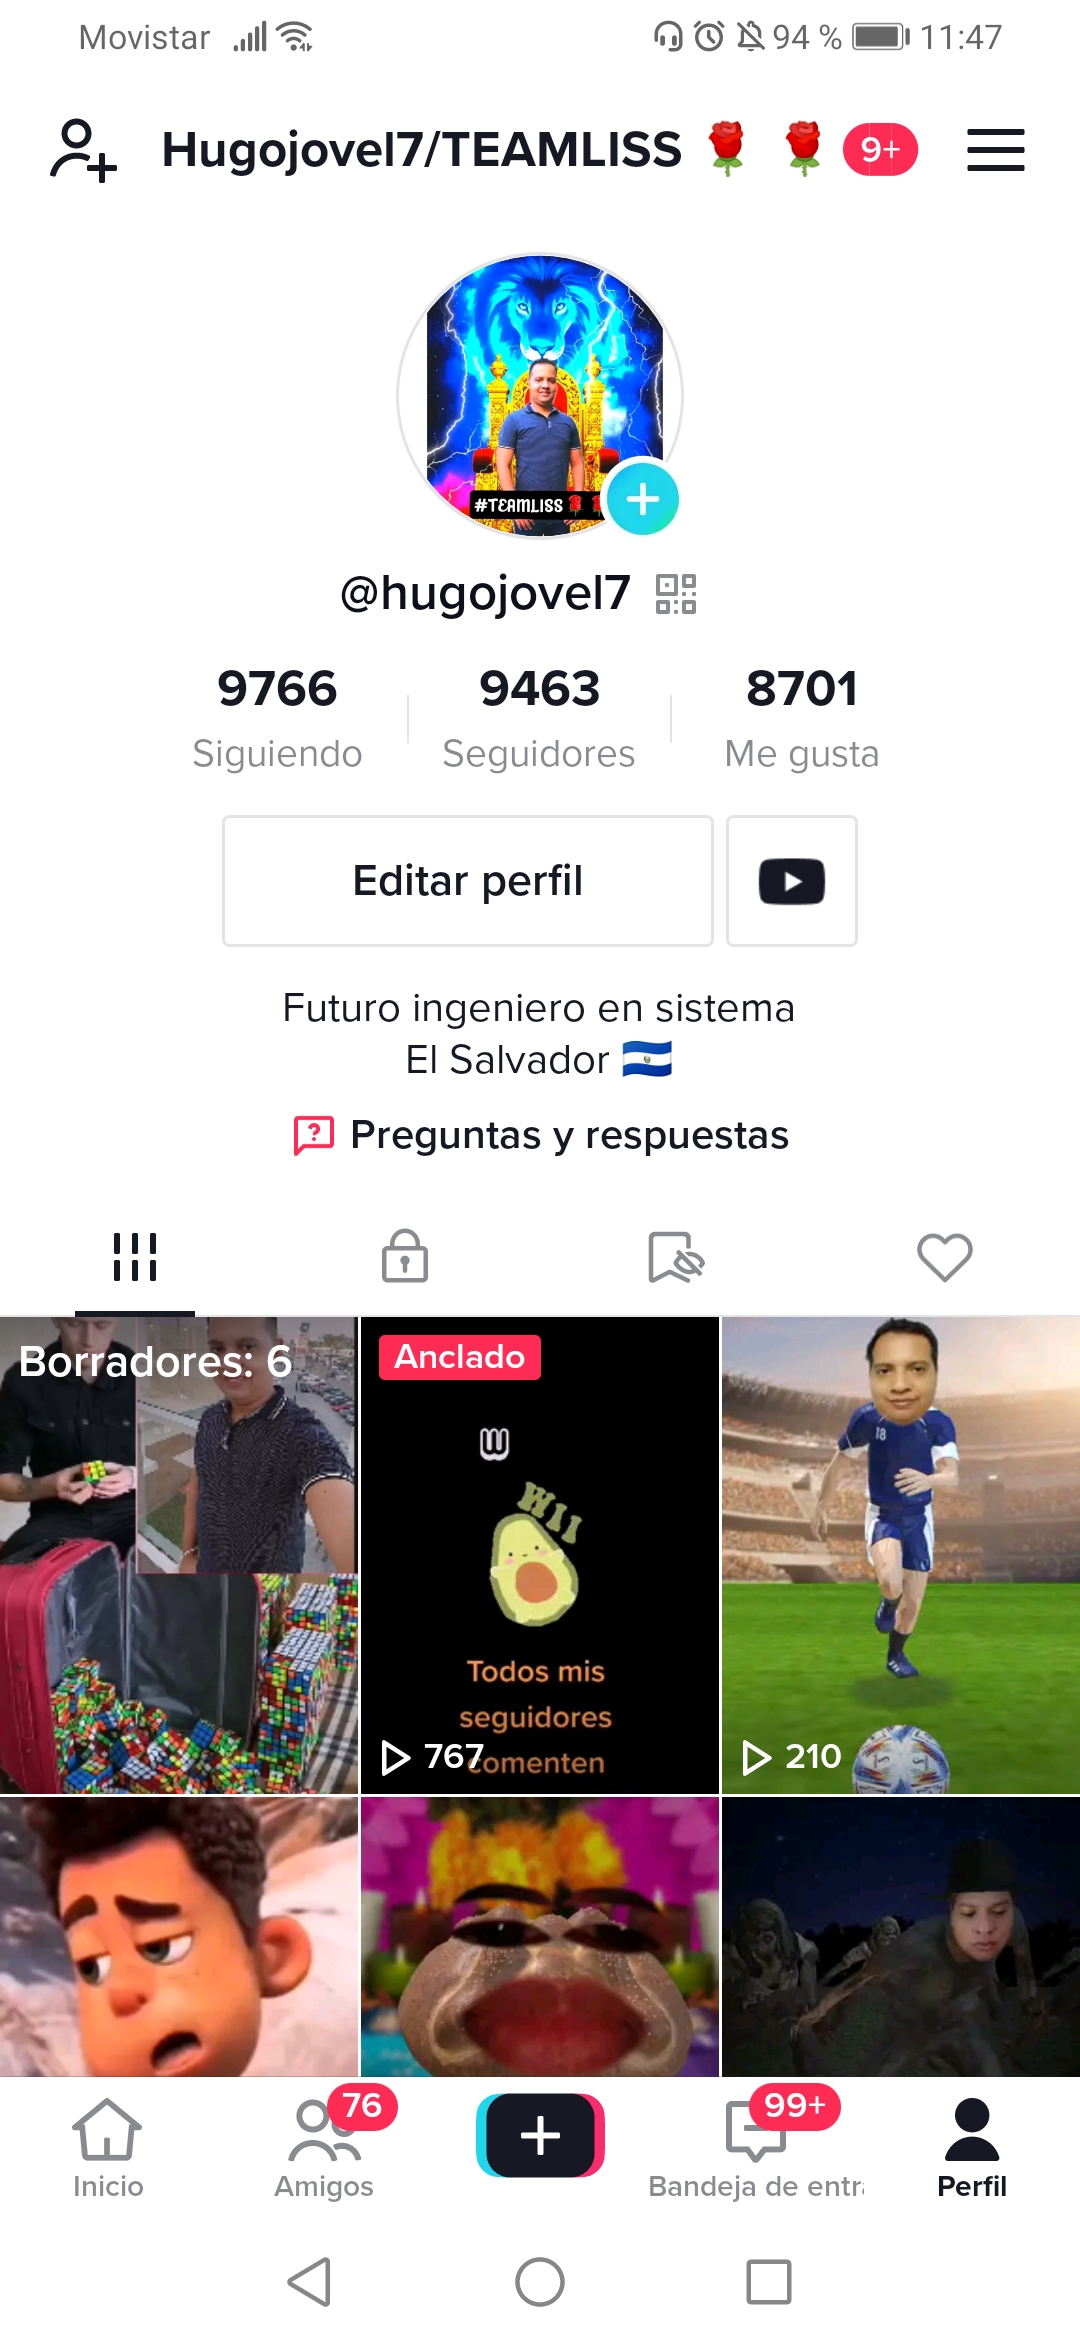 Movistar 94 % 11:47
Hugojovel7/TEAMLISS 🌹 🌹 9+
#TEAMLISS🌹
@hugojovel7
9766 9463 8701
Siguiendo Seguidores Me gusta
Editar perfil
Futuro ingeniero en sistema
El Salvador 🇸🇻
Preguntas y respuestas
Borradores: 6
Anclado
W
WII
Todos mis
seguidores
comenten
767
18
210
76 99+
Inicio Amigos Bandeja de entra Perfil